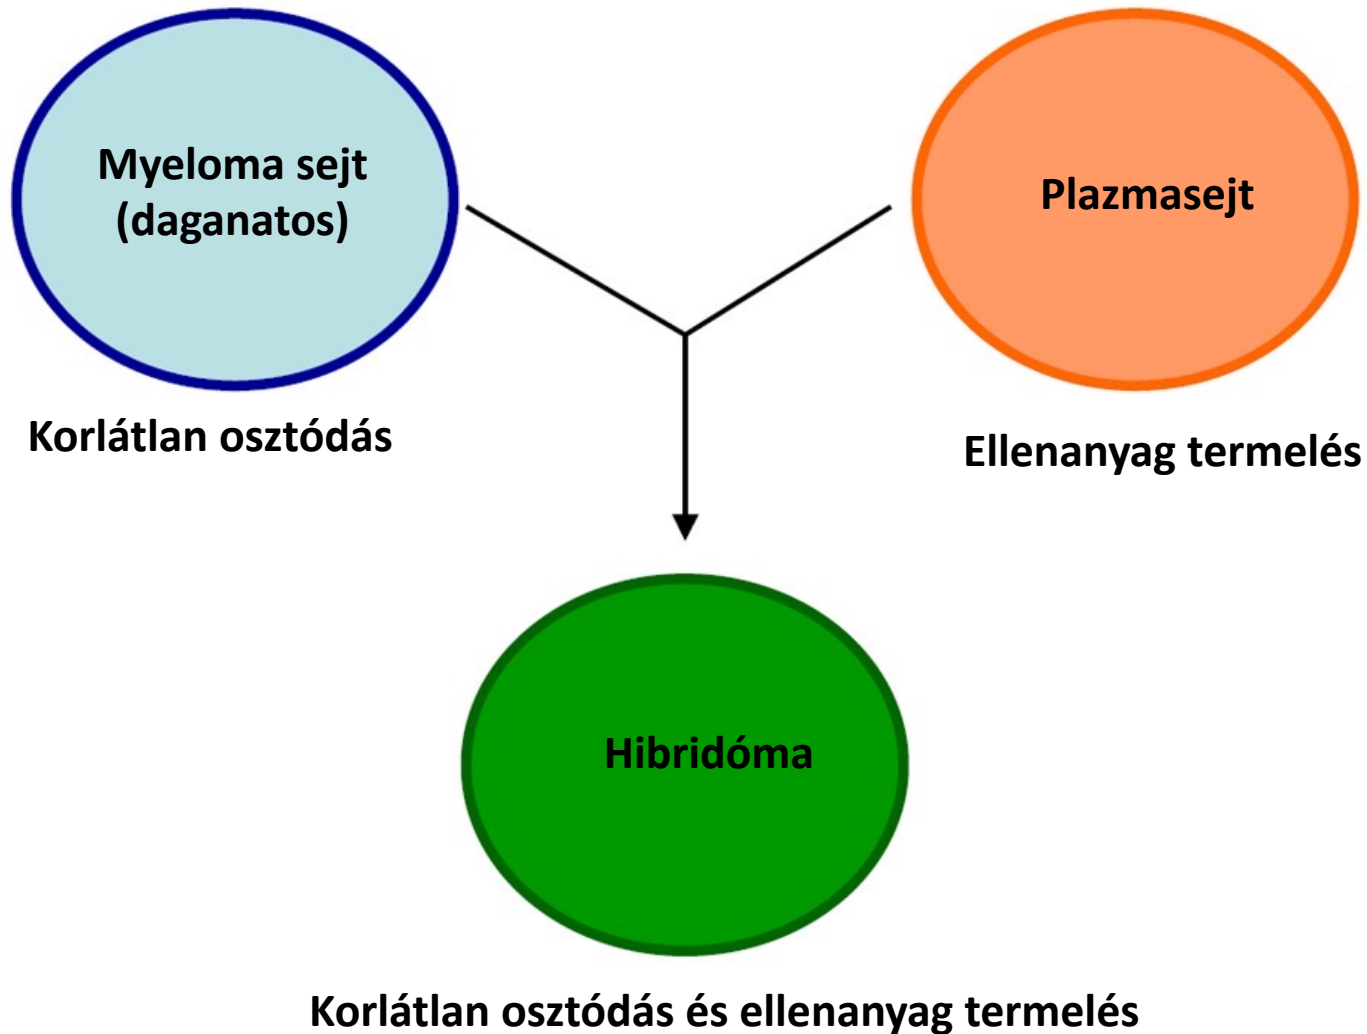 Myeloma sejt
(daganatos)
Plazmasejt
Korlátlan osztódás
Ellenanyag termelés
Hibridóma
Korlátlan osztódás és ellenanyag termelés